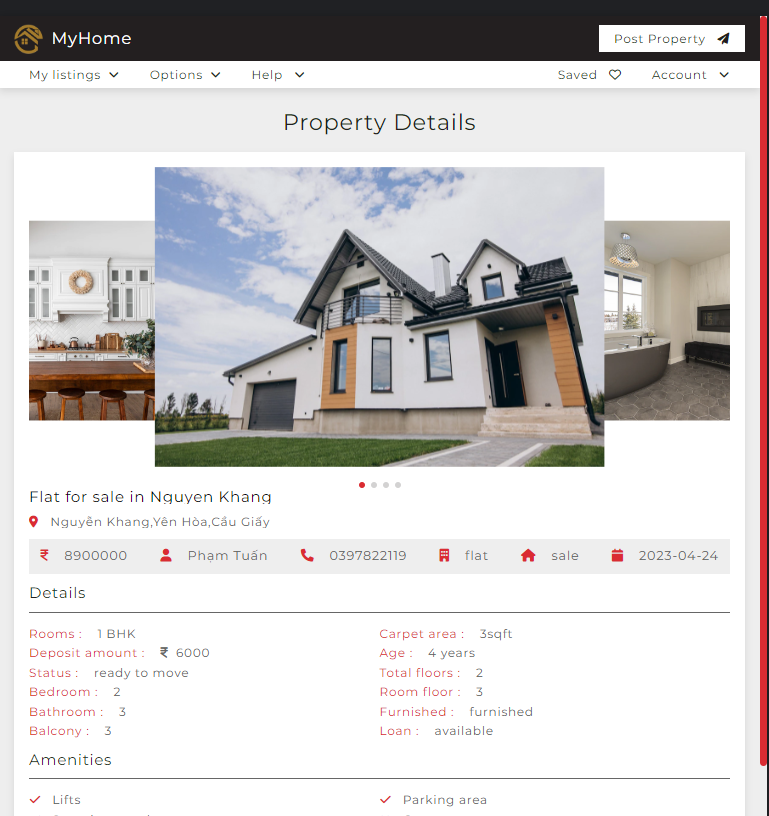 MyHome
Post Property
My listings Options Help Saved Account
Property Details
Flat for sale in Nguyen Khang
Nguyễn Khang,Yên Hòa,Cầu Giấy
₹ 8900000 Phạm Tuấn 0397822119 flat sale 2023-04-24
Details
Rooms : 1 BHK Carpet area : 3sqft
Deposit amount : ₹ 6000 Age : 4 years
Status : ready to move Total floors : 2
Bedroom : 2 Room floor : 3
Bathroom : 3 Furnished : furnished
Balcony : 3 Loan : available
Amenities
Lifts Parking area